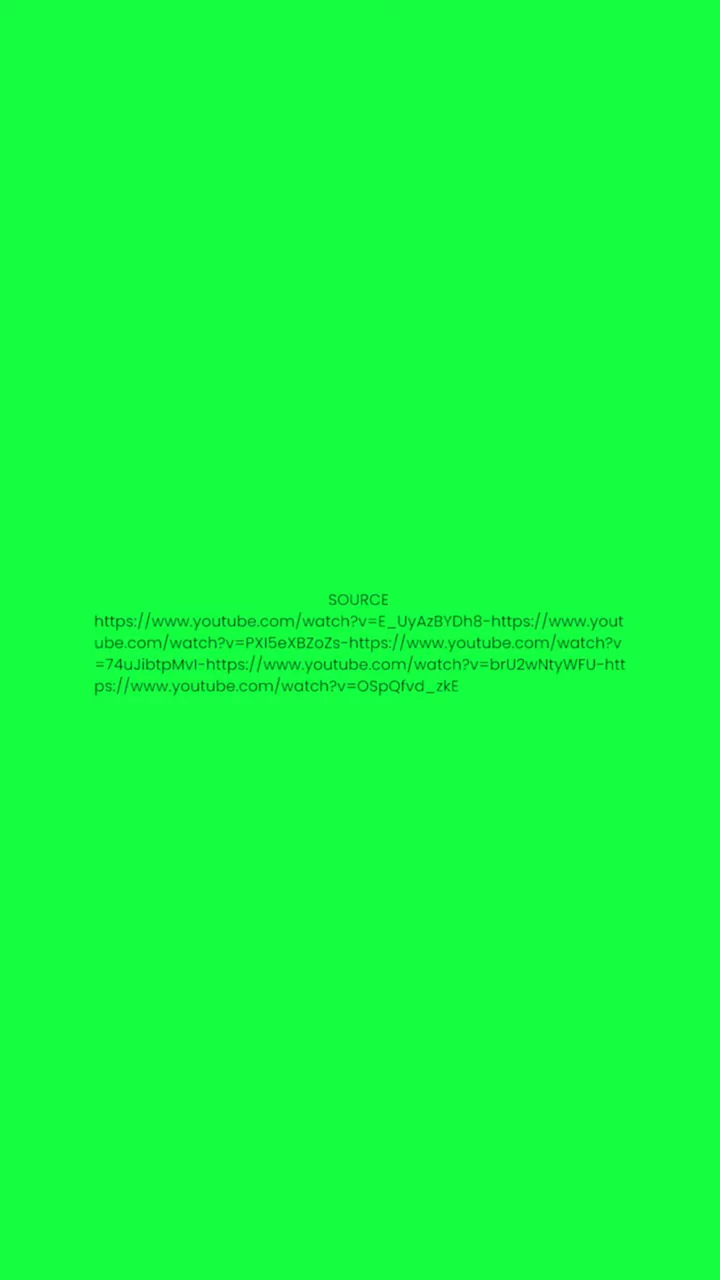 SOURCE
https://www.youtube.com/watch?v=E_UyAzBYDh8-https://www.yout
ube.com/watch?v=PXI5eXBZoZs-https://www.youtube.com/watch?v
=74uJibtpMvI-https://www.youtube.com/watch?v=brU2wNtyWFU-htt
ps://www.youtube.com/watch?v=OSpQfvd_zkE